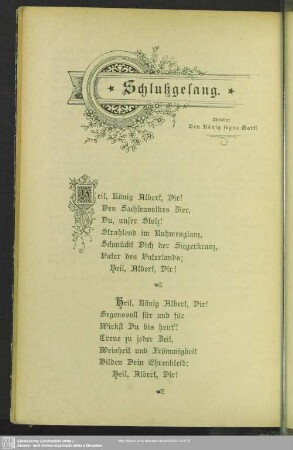 * Schlußgesang. *
Melodie:
Den König segne Gott!
Heil, König Albert, Dir!
Des Sachsenvolkes Zier,
Du, unser Stolz!
Strahlend im Ruhmesglanz,
Schmückt Dich der Siegerkranz,
Vater des Vaterlands;
Heil, Albert, Dir!
Heil, König Albert, Dir!
Segensvoll für und für
Wirkst Du bis heut'!
Treue zu jeder Zeit,
Weisheit und Frömmigkeit
Bilden Dein Ehrenkleid:
Heil, Albert, Dir!